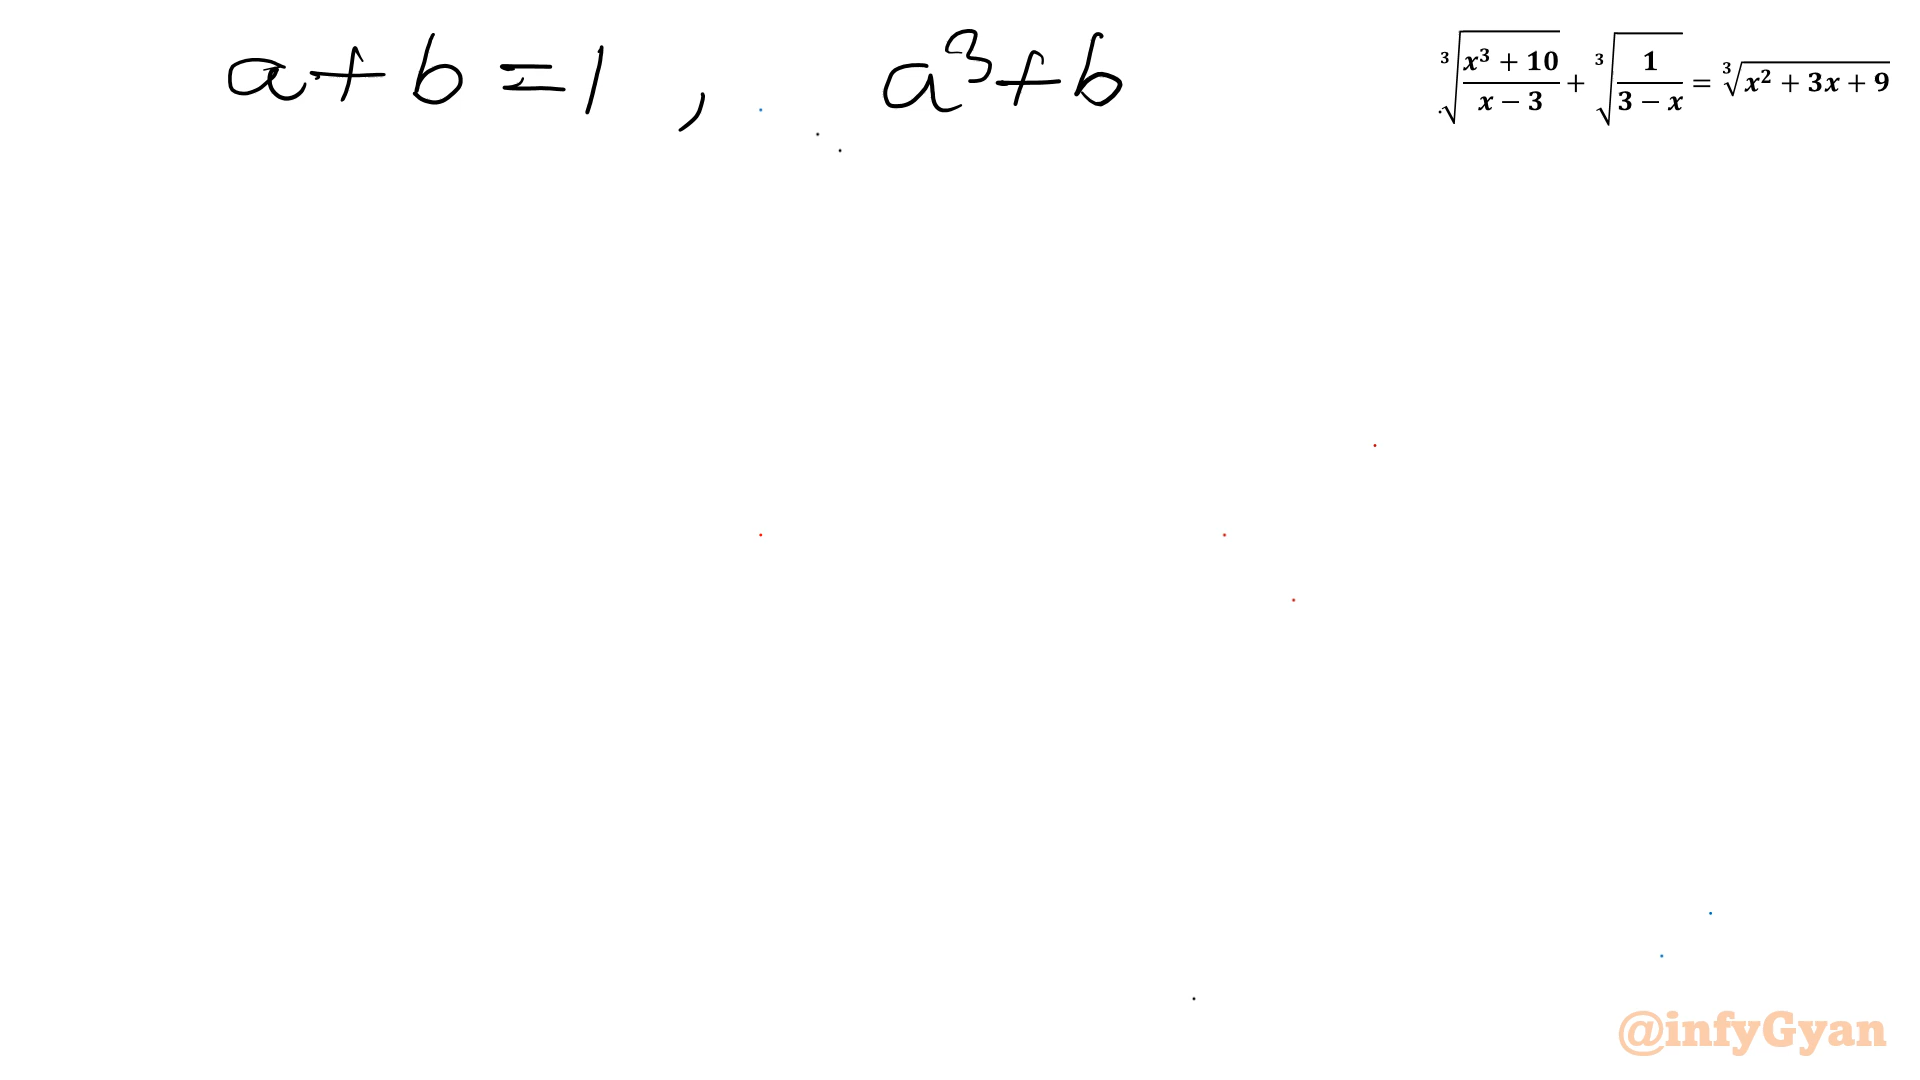 a + b = 1 , a³ + b
∛((x³ + 10)/(x − 3)) + ∛(1/(3 − x)) = ∛(x² + 3x + 9)
@infyGyan